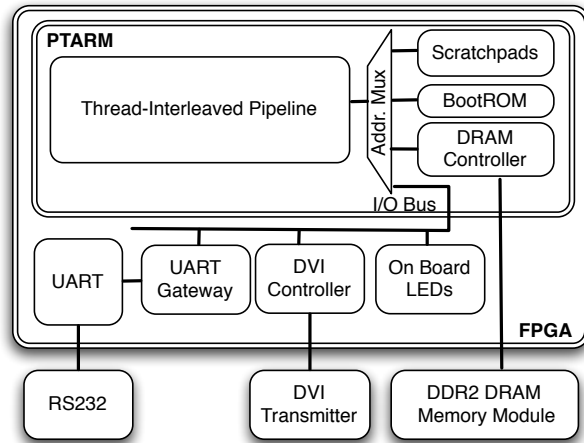 PTARM
Thread-Interleaved Pipeline
Addr. Mux
Scratchpads
BootROM
DRAM
Controller
I/O Bus
UART
UART
Gateway
DVI
Controller
On Board
LEDs
FPGA
RS232
DVI
Transmitter
DDR2 DRAM
Memory Module